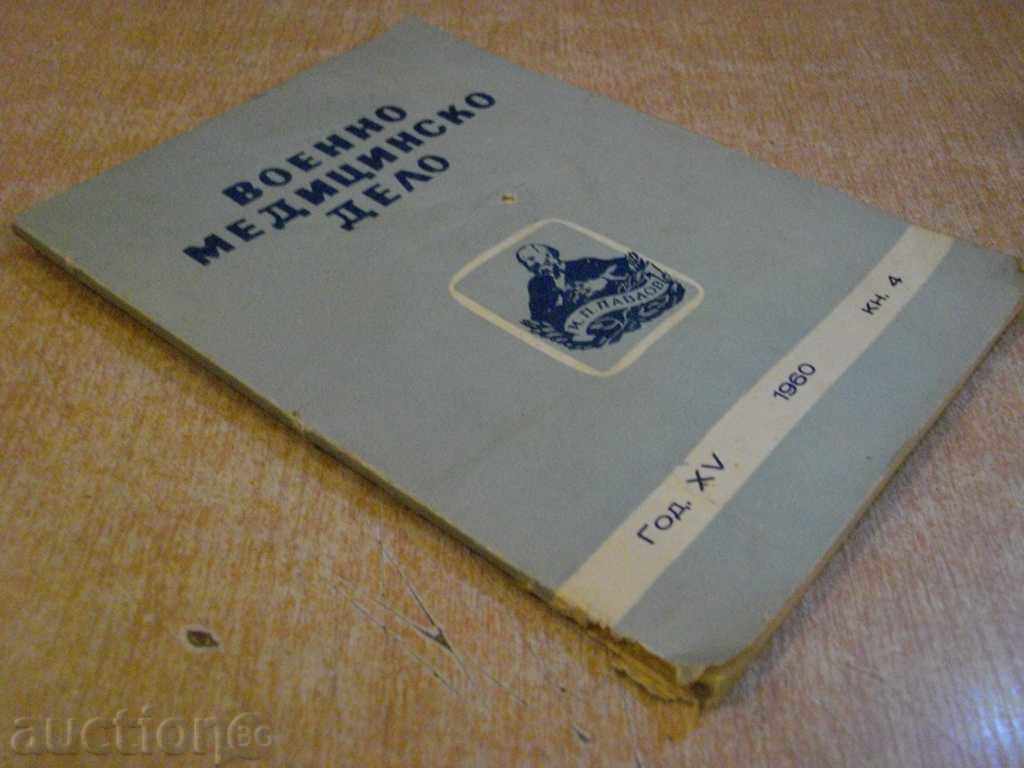 ВОЕННО
МЕДИЦИНСКО
ДЕЛО
И.П.ПАВЛОВ
ГОД. XV 1960 КН. 4
auction BG